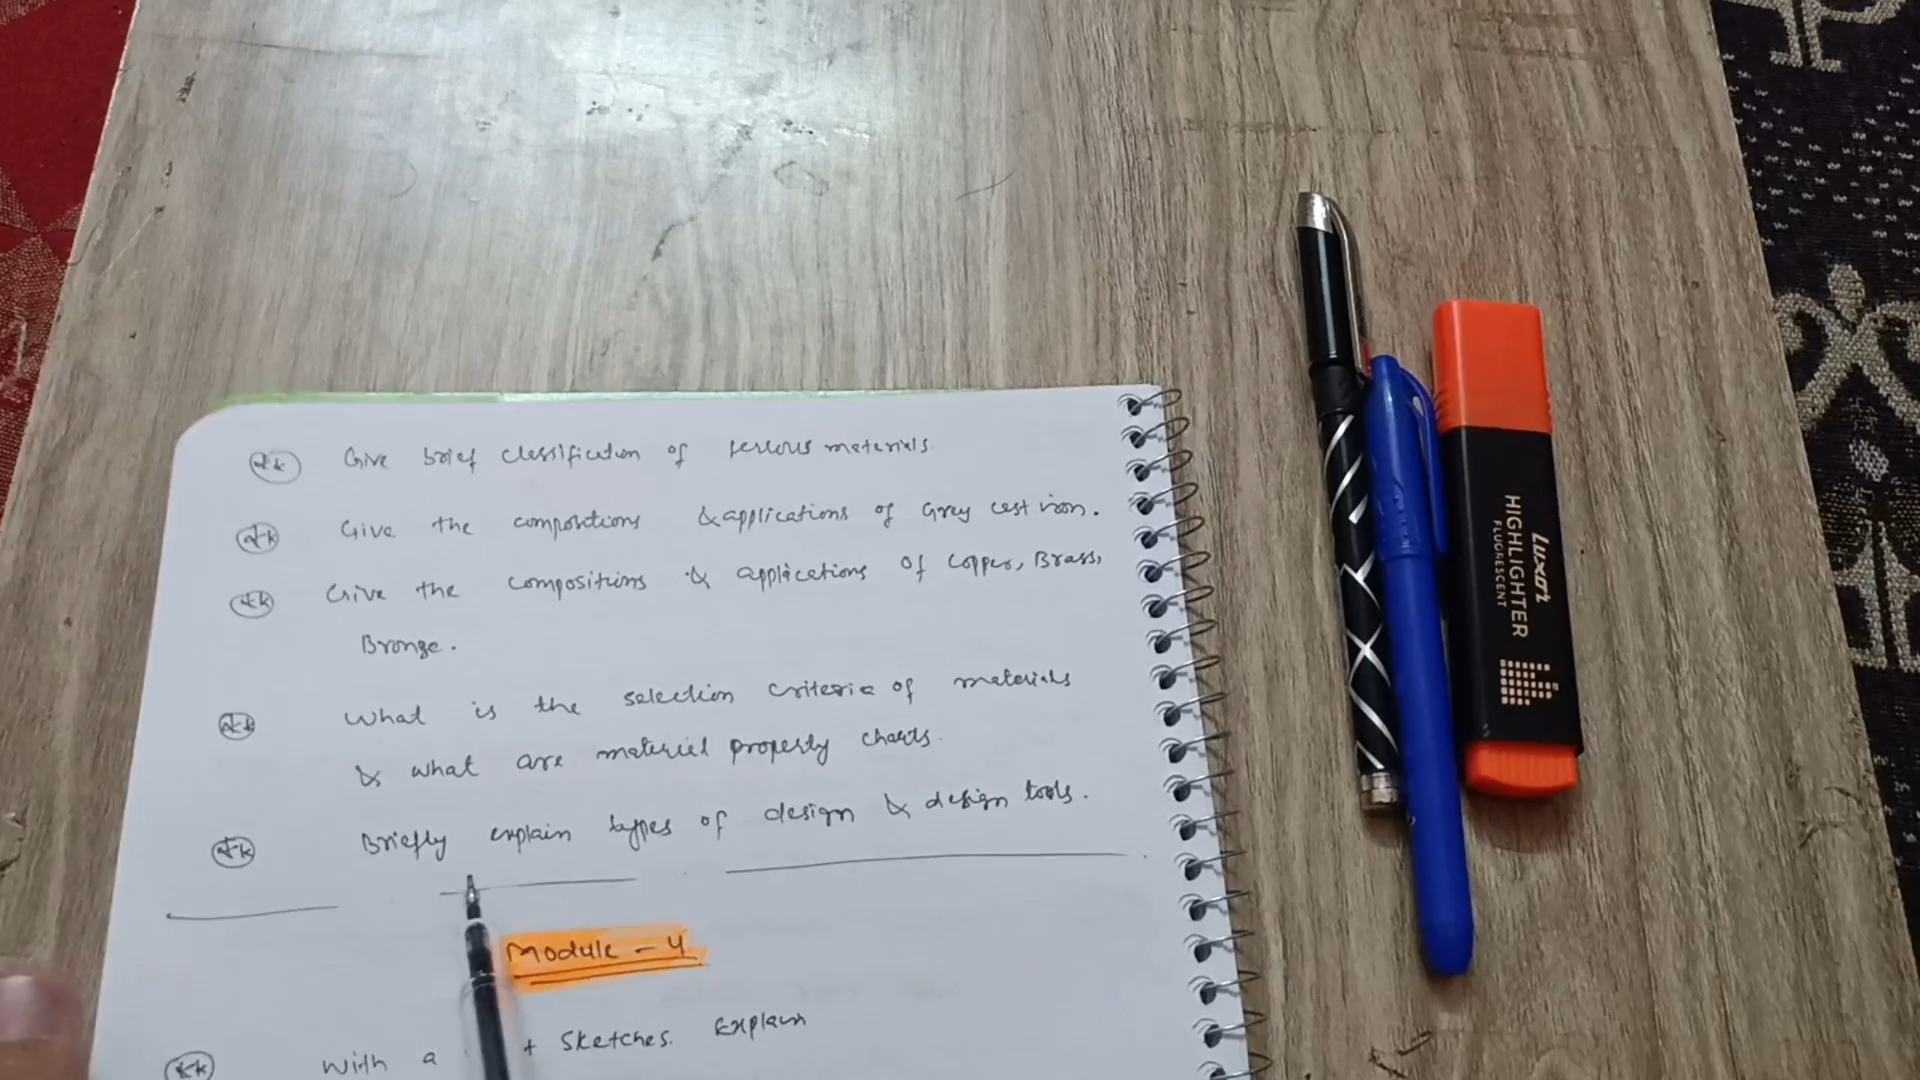 Give brief classification of ferrous materials.
Give the compositions & applications of Grey cast iron.
Give the compositions & applications of Copper, Brass,
Bronze.
What is the selection criteria of materials
& what are material property charts.
Briefly explain types of design & design tools.
Module - 4
With a + Sketches. Explain
Luxor
HIGHLIGHTER
FLUORESCENT